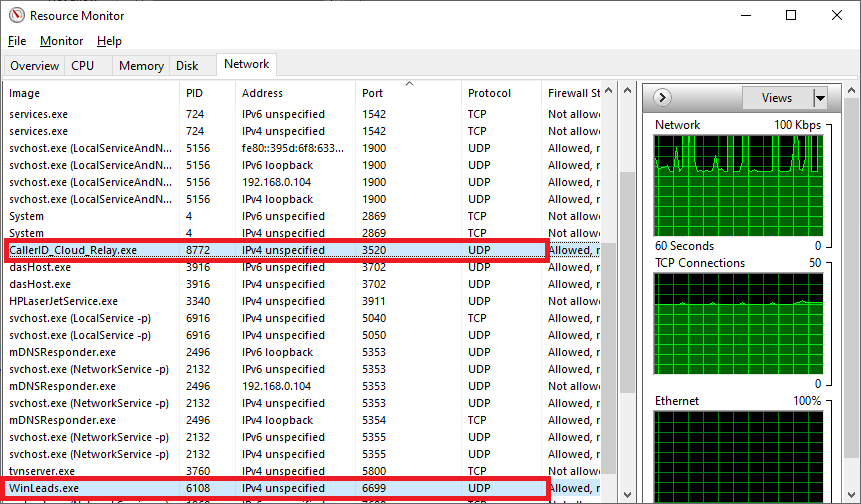 Resource Monitor
File Monitor Help
Overview CPU Memory Disk Network
Image PID Address Port Protocol Firewall St
services.exe 724 IPv6 unspecified 1542 TCP Not allowe
services.exe 724 IPv4 unspecified 1542 TCP Not allowe
svchost.exe (LocalServiceAndN... 5156 fe80::395d:6f8:633... 1900 UDP Allowed, r
svchost.exe (LocalServiceAndN... 5156 IPv6 loopback 1900 UDP Allowed, r
svchost.exe (LocalServiceAndN... 5156 192.168.0.104 1900 UDP Allowed, r
svchost.exe (LocalServiceAndN... 5156 IPv4 loopback 1900 UDP Allowed, r
System 4 IPv6 unspecified 2869 TCP Not allowe
System 4 IPv4 unspecified 2869 TCP Not allowe
CallerID_Cloud_Relay.exe 8772 IPv4 unspecified 3520 UDP Allowed, r
dasHost.exe 3916 IPv6 unspecified 3702 UDP Allowed, r
dasHost.exe 3916 IPv4 unspecified 3702 UDP Allowed, r
HPLaserJetService.exe 3340 IPv4 unspecified 3911 UDP Allowed, r
svchost.exe (LocalService -p) 6916 IPv4 unspecified 5040 TCP Allowed, r
svchost.exe (LocalService -p) 6916 IPv4 unspecified 5050 UDP Allowed, r
mDNSResponder.exe 2496 IPv6 loopback 5353 UDP Allowed, r
svchost.exe (NetworkService -p) 2132 IPv6 unspecified 5353 UDP Allowed, r
mDNSResponder.exe 2496 192.168.0.104 5353 UDP Not allowe
svchost.exe (NetworkService -p) 2132 IPv4 unspecified 5353 UDP Allowed, r
mDNSResponder.exe 2496 IPv4 loopback 5354 TCP Allowed, r
svchost.exe (NetworkService -p) 2132 IPv6 unspecified 5355 UDP Allowed, r
svchost.exe (NetworkService -p) 2132 IPv4 unspecified 5355 UDP Allowed, r
tvnserver.exe 3760 IPv4 unspecified 5800 TCP Not allowe
WinLeads.exe 6108 IPv4 unspecified 6699 UDP Allowed, r
Views
Network 100 Kbps
60 Seconds 0
TCP Connections 50
0
Ethernet 100%